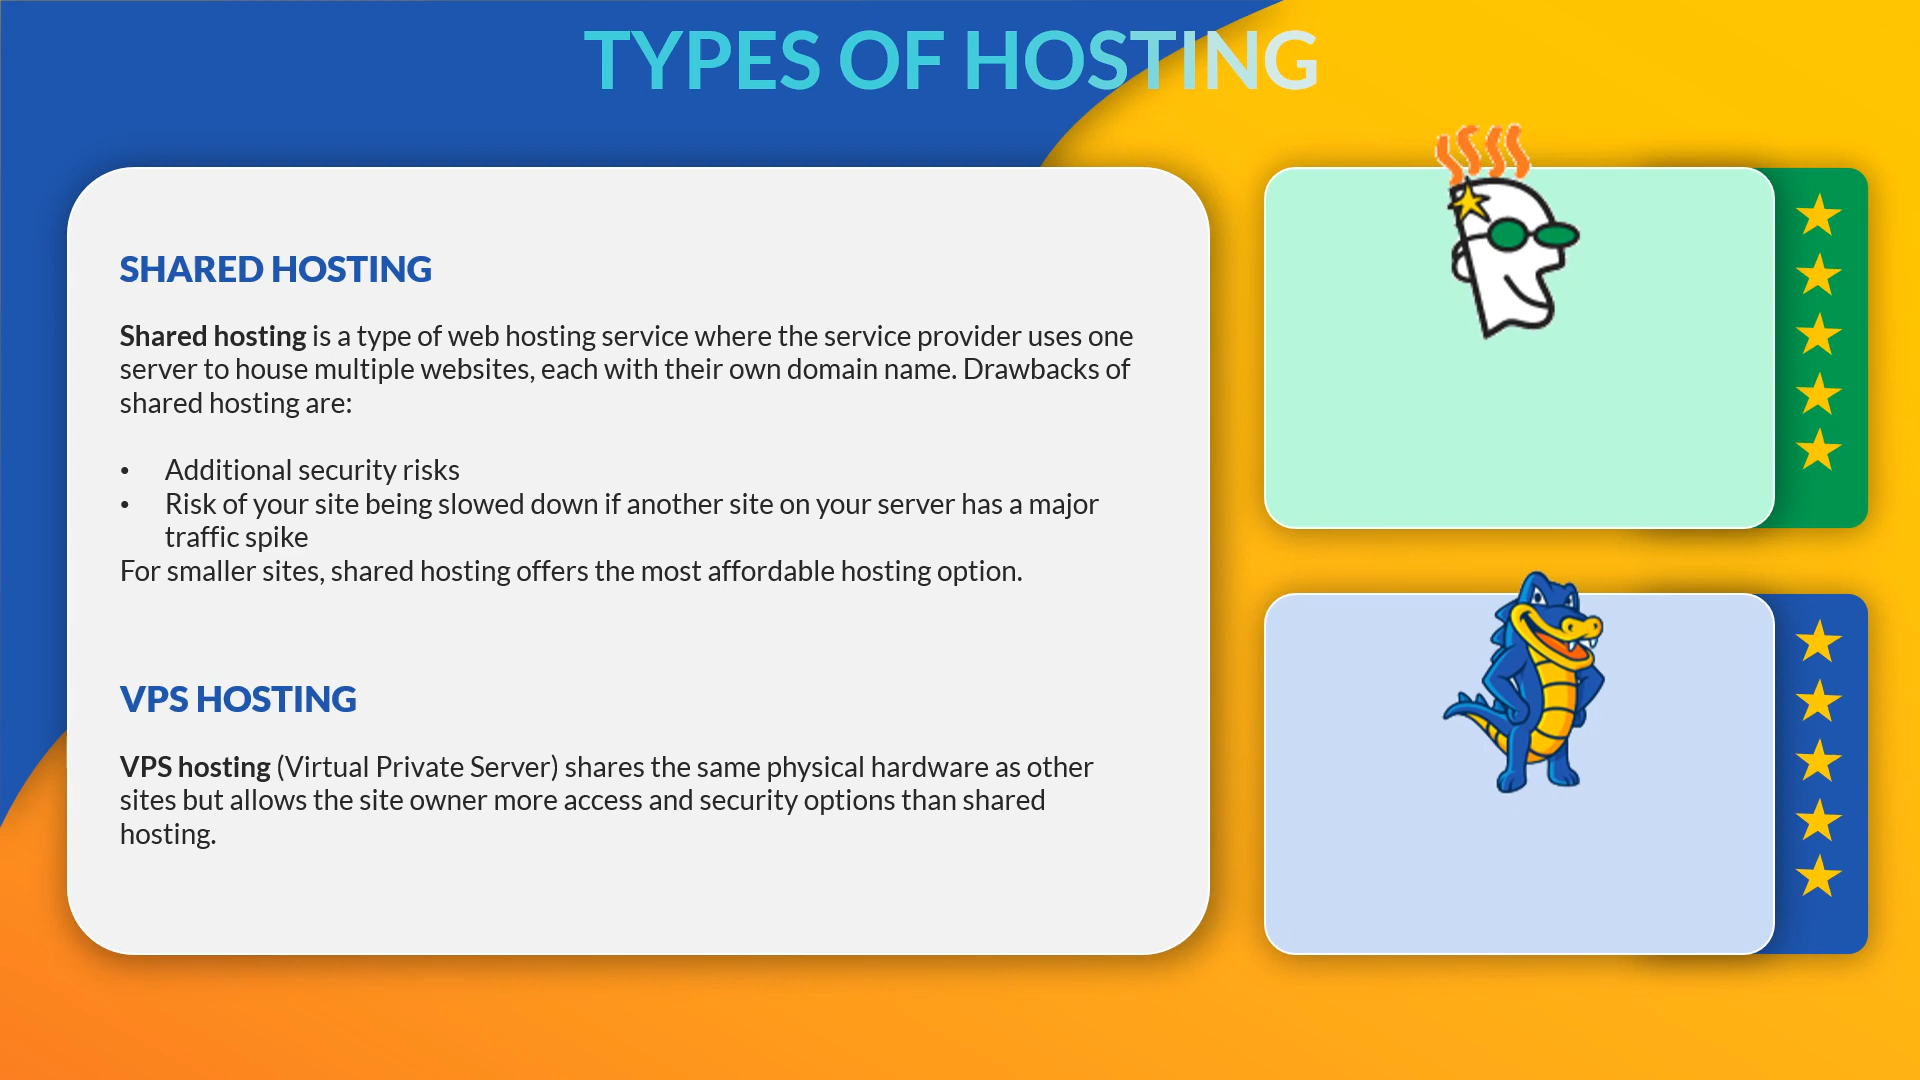 TYPES OF HOSTING
SHARED HOSTING
Shared hosting is a type of web hosting service where the service provider uses one
server to house multiple websites, each with their own domain name. Drawbacks of
shared hosting are:
• Additional security risks
• Risk of your site being slowed down if another site on your server has a major
traffic spike
For smaller sites, shared hosting offers the most affordable hosting option.
VPS HOSTING
VPS hosting (Virtual Private Server) shares the same physical hardware as other
sites but allows the site owner more access and security options than shared
hosting.